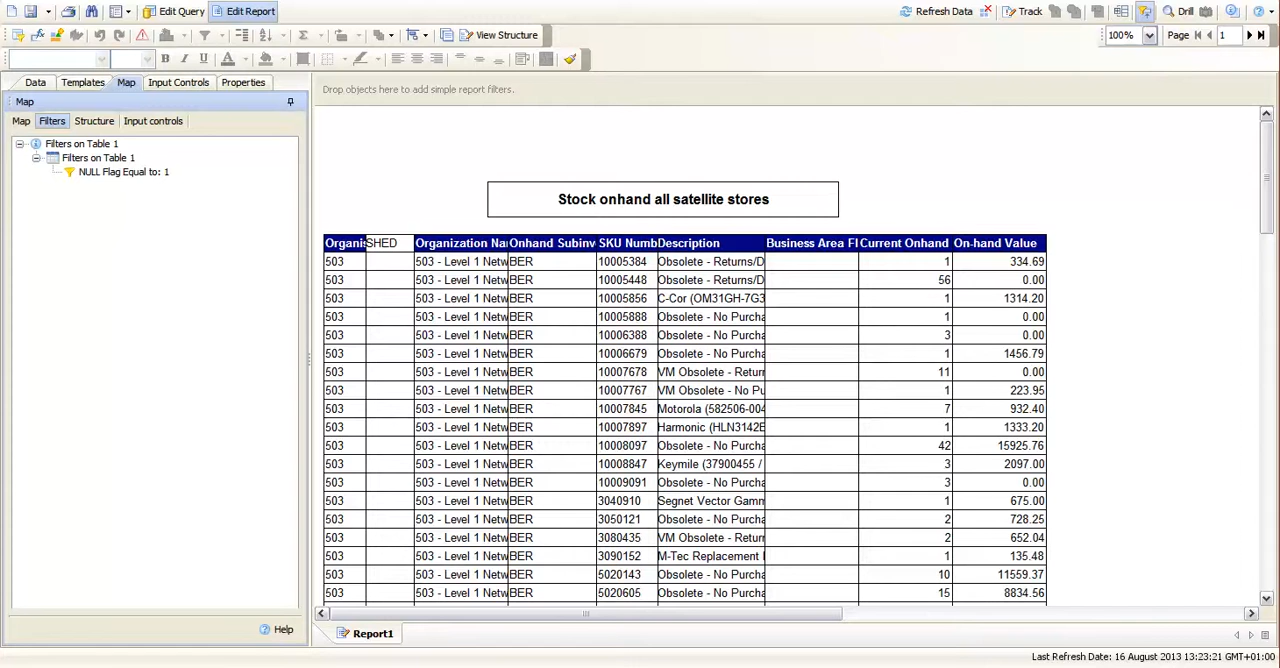 Edit Query Edit Report Refresh Data Track Drill
View Structure 100% Page 1
Data Templates Map Input Controls Properties
Map
Map Filters Structure Input controls
Filters on Table 1
Filters on Table 1
NULL Flag Equal to: 1
Help
Drop objects here to add simple report filters.
Stock onhand all satellite stores
Organis SHED Organization Nar Onhand Subinv SKU Numb Description Business Area Fl Current Onhand On-hand Value
503 503 - Level 1 Netw BER 10005384 Obsolete - Returns/D 1 334.69
503 503 - Level 1 Netw BER 10005448 Obsolete - Returns/D 56 0.00
503 503 - Level 1 Netw BER 10005856 C-Cor (OM31GH-7G3 1 1314.20
503 503 - Level 1 Netw BER 10005888 Obsolete - No Purcha 1 0.00
503 503 - Level 1 Netw BER 10006388 Obsolete - No Purcha 3 0.00
503 503 - Level 1 Netw BER 10006679 Obsolete - No Purcha 1 1456.79
503 503 - Level 1 Netw BER 10007678 VM Obsolete - Return 11 0.00
503 503 - Level 1 Netw BER 10007767 VM Obsolete - No Pu 1 223.95
503 503 - Level 1 Netw BER 10007845 Motorola (582506-004 7 932.40
503 503 - Level 1 Netw BER 10007897 Harmonic (HLN3142E 1 1333.20
503 503 - Level 1 Netw BER 10008097 Obsolete - No Purcha 42 15925.76
503 503 - Level 1 Netw BER 10008847 Keymile (37900455 / 3 2097.00
503 503 - Level 1 Netw BER 10009091 Obsolete - No Purcha 3 0.00
503 503 - Level 1 Netw BER 3040910 Segnet Vector Gamm 1 675.00
503 503 - Level 1 Netw BER 3050121 Obsolete - No Purcha 2 728.25
503 503 - Level 1 Netw BER 3080435 VM Obsolete - Return 2 652.04
503 503 - Level 1 Netw BER 3090152 M-Tec Replacement 1 135.48
503 503 - Level 1 Netw BER 5020143 Obsolete - No Purcha 10 11559.37
503 503 - Level 1 Netw BER 5020605 Obsolete - No Purcha 15 8834.56
Report1
Last Refresh Date: 16 August 2013 13:23:21 GMT+01:00